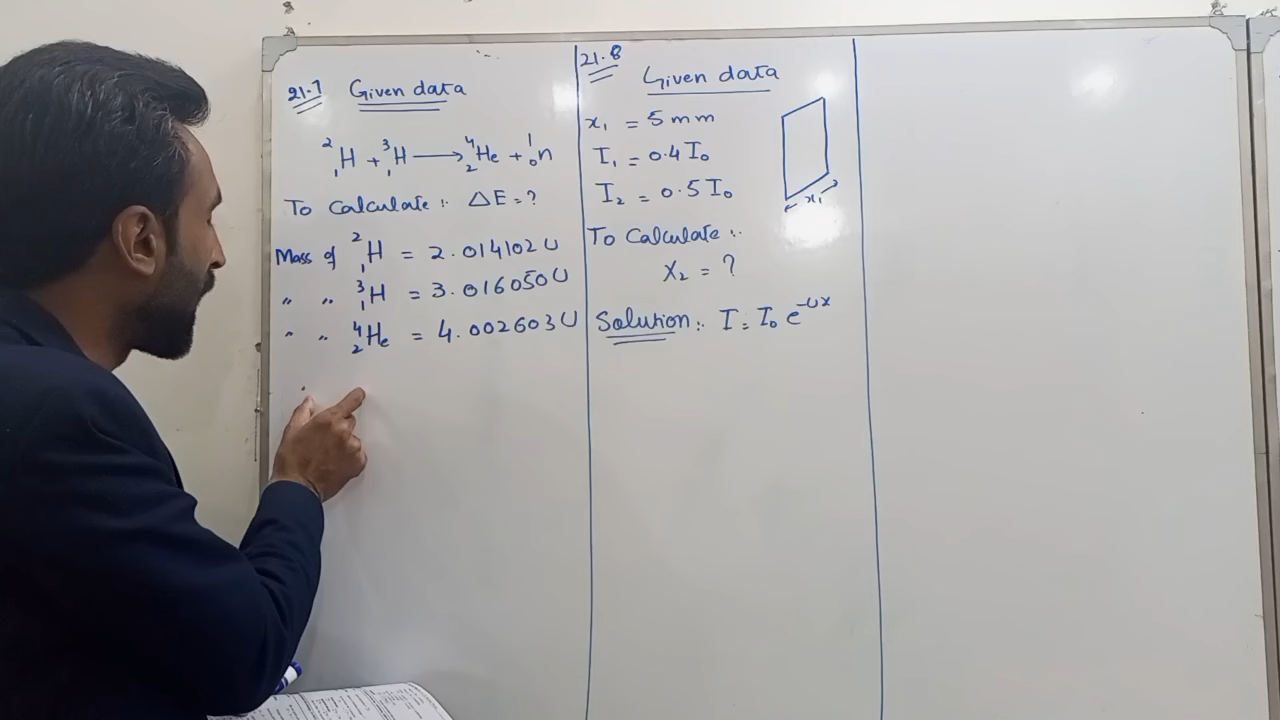 21.7 Given data
²₁H + ³₁H ⟶ ⁴₂He + ¹₀n
To Calculate:. ΔE = ?
Mass of ²₁H = 2.014102 U
" " ³₁H = 3.016050 U
" " ⁴₂He = 4.002603 U
21.8
Given data
x₁ = 5 mm
I₁ = 0.4 I₀
I₂ = 0.5 I₀
x₁
To Calculate:.
X₂ = ?
Solution:. I = I₀ e^-ux